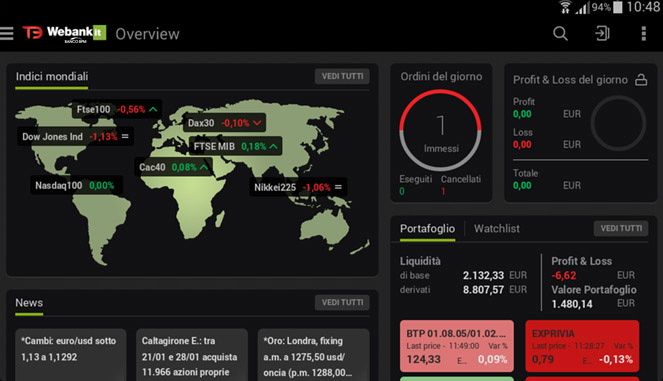 94% 10:48
T3 Webank.it Overview
BANCO BPM
Indici mondiali VEDI TUTTI
Ftse100 -0,56%
Dow Jones Ind -1,13% =
Dax30 -0,10%
FTSE MIB 0,18%
Cac40 0,08%
Nasdaq100 0,00%
Nikkei225 -1,06% =
News VEDI TUTTI
*Cambi: euro/usd sotto
1,13 a 1,1292
Caltagirone E.: tra
21/01 e 28/01 acquista
11.966 azioni proprie
*Oro: Londra, fixing
a.m. a 1275,50 usd/
oncia (p.m. 1288,00...
Ordini del giorno
1
Immessi
Eseguiti Cancellati
0 1
Profit & Loss del giorno
Profit
0,00 EUR
Loss
0,00 EUR
Totale
0,00 EUR
Portafoglio Watchlist VEDI TUTTI
Liquidità
di base 2.132,33 EUR
derivati 8.807,57 EUR
Profit & Loss
-6,62 EUR
Valore Portafoglio
1.480,14 EUR
BTP 01.08.05/01.02....
Last price - 11:49:00 Var %
124,33 E... 0,09%
EXPRIVIA
Last price - 11:28:27 Var %
0,79 E... -0,13%